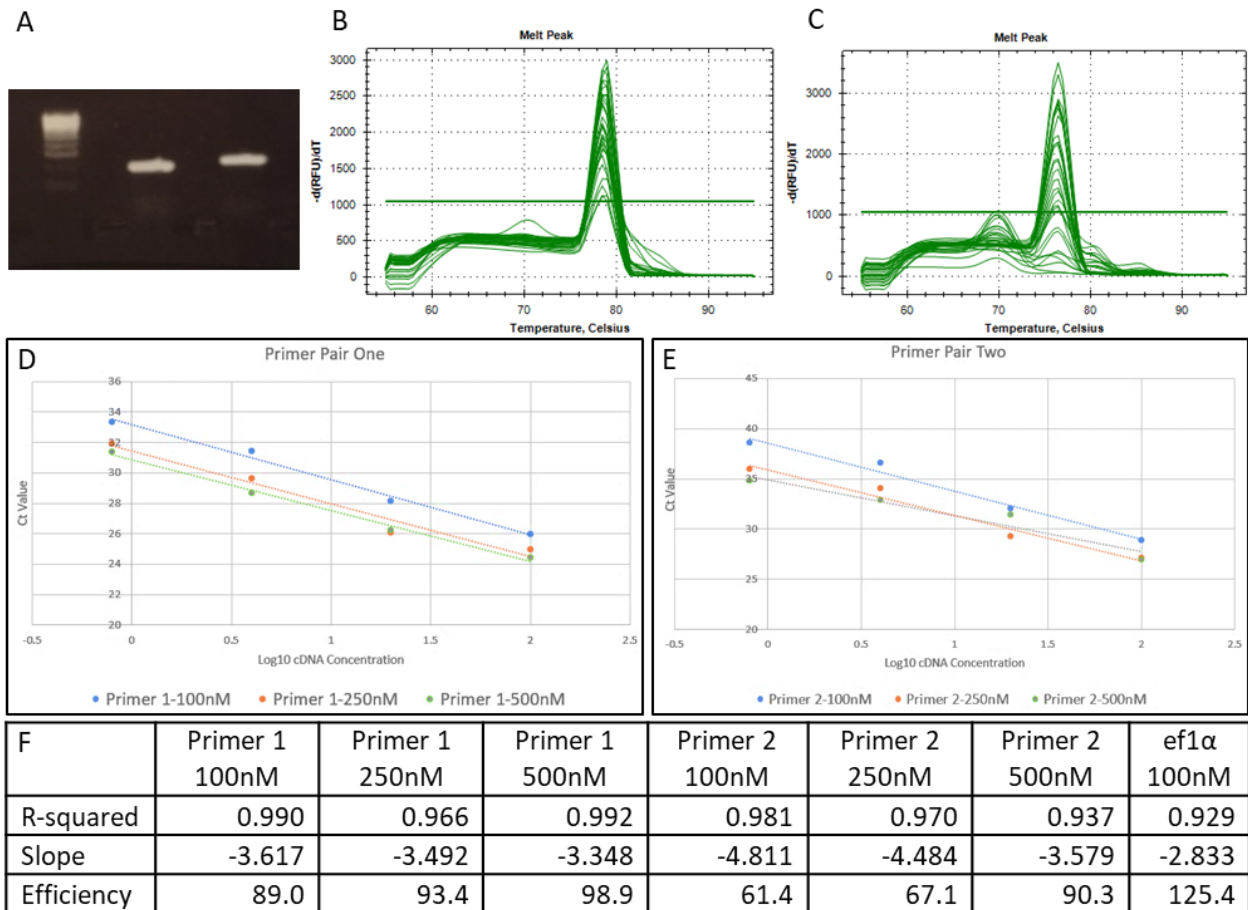 A
B
Melt Peak
3000
2500
2000
1500
1000
500
0
-d(RFU)/dT
60
70
80
90
Temperature, Celsius
C
Melt Peak
3000
2000
1000
0
-d(RFU)/dT
60
70
80
90
Temperature, Celsius
D
Primer Pair One
36
34
32
30
28
26
24
22
20
Ct Value
-0.5
0
0.5
1
1.5
2
2.5
Log10 cDNA Concentration
Primer 1-100nM
Primer 1-250nM
Primer 1-500nM
E
Primer Pair Two
45
40
35
30
25
20
Ct Value
-0.5
0
0.5
1
1.5
2
2.5
Log10 cDNA Concentration
Primer 2-100nM
Primer 2-250nM
Primer 2-500nM
F Primer 1 Primer 1 Primer 1 Primer 2 Primer 2 Primer 2 ef1α
100nM 250nM 500nM 100nM 250nM 500nM 100nM
R-squared 0.990 0.966 0.992 0.981 0.970 0.937 0.929
Slope -3.617 -3.492 -3.348 -4.811 -4.484 -3.579 -2.833
Efficiency 89.0 93.4 98.9 61.4 67.1 90.3 125.4